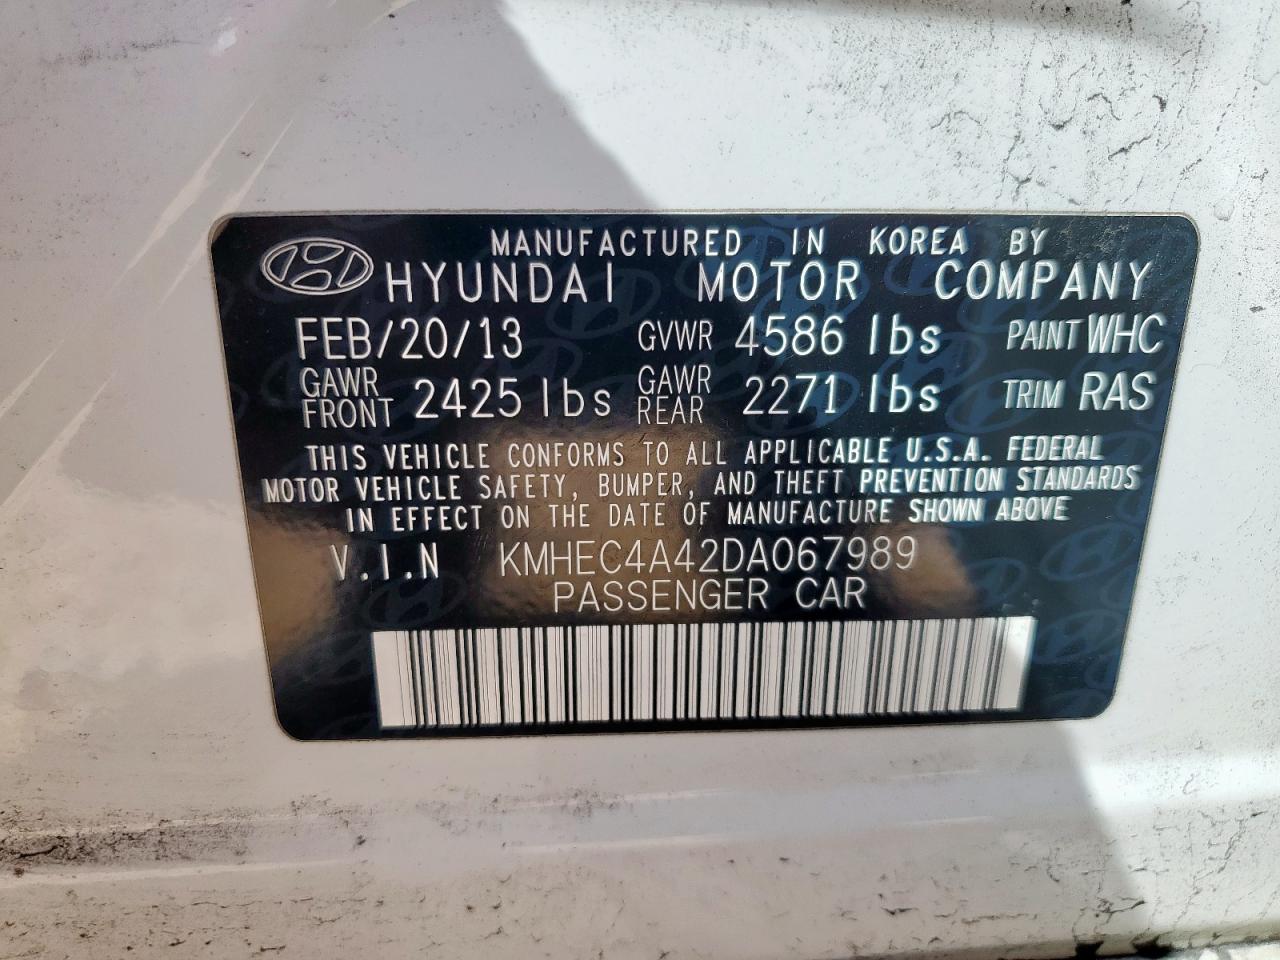 MANUFACTURED IN KOREA BY
HYUNDAI MOTOR COMPANY
FEB/20/13 GVWR 4586 lbs PAINT WHC
GAWR FRONT 2425 lbs GAWR REAR 2271 lbs TRIM RAS
THIS VEHICLE CONFORMS TO ALL APPLICABLE U.S.A. FEDERAL
MOTOR VEHICLE SAFETY, BUMPER, AND THEFT PREVENTION STANDARDS
IN EFFECT ON THE DATE OF MANUFACTURE SHOWN ABOVE
V.I.N KMHEC4A42DA067989
PASSENGER CAR